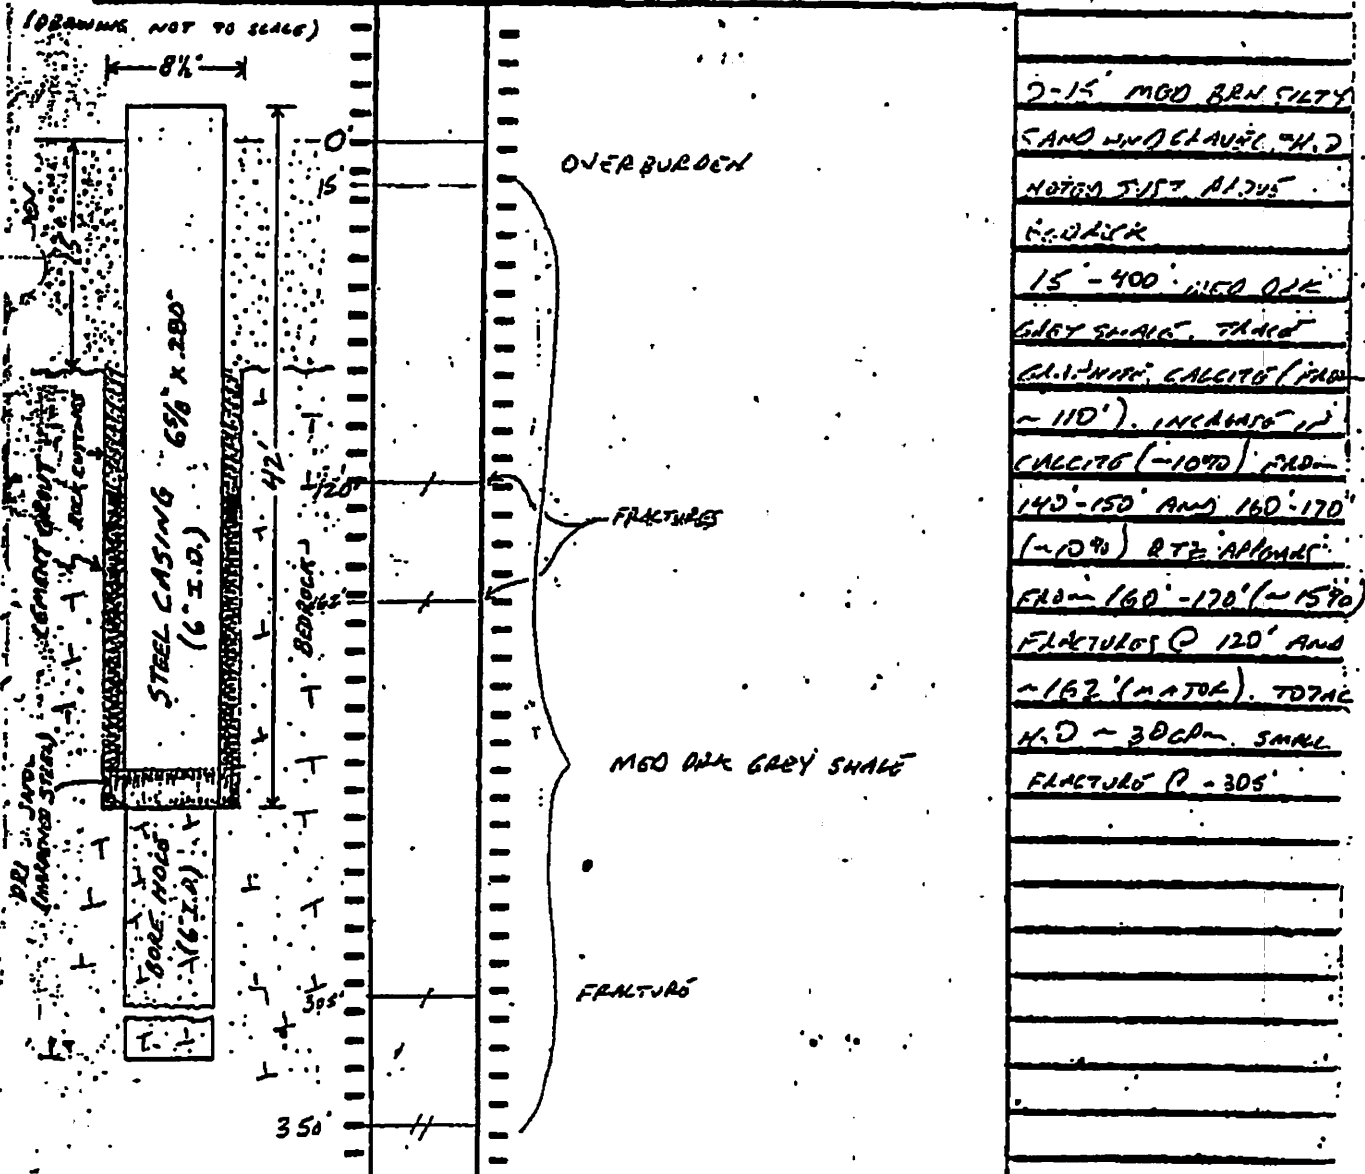 (DRAWING NOT TO SCALE)
8½"
0'
15'
15'
STEEL CASING 6⅝" x .280"
(6" I.D.)
42'
CEMENT GROUT
ROCK CUTTINGS
BEDROCK
(HARDENED STEEL)
BORE HOLE
(6" I.D.)
120'
162'
305'
350'
OVERBURDEN
FRACTURES
MED DRK GREY SHALE
FRACTURE
0-15' MED BRN SILTY
SAND AND GRAVEL. H2O
NOTED JUST ABOVE
BEDROCK
15'-400' MED DRK
GREY SHALE. TRACE
CALCITE (FROM
~110'). INCREASE IN
CALCITE (~10%) FROM
140'-150' AND 160'-170'
(~10%) QTZ APPEARS
FROM 160'-170' (~15%)
FRACTURES @ 120' AND
~162' (MAJOR). TOTAL
H2O ~30GPM. SMALL
FRACTURE @ ~305'